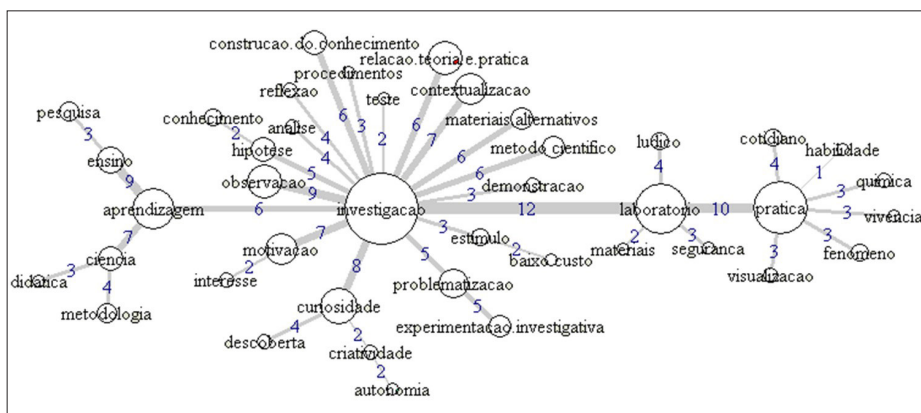 construcao.do.conhecimento
relacao.teoria.e.pratica
procedimentos
reflexao
contextualizacao
teste
pesquisa
conhecimento
analise
materiais.alternativos
6
3
6
4
2
7
3
2
hipotese
4
6
metodo.cientifico
ludico
cotidiano
habilidade
ensino
5
6
4
4
1
quimica
9
observacao
9
3
demonstracao
3
aprendizagem
6
investigacao
12
laboratorio
10
pratica
3
vivencia
7
motivacao
7
3
estimulo
2
materiais
3
seguranca
3
3
fenomeno
ciencia
2
interesse
8
5
2
baixo.custo
visualizacao
didatica
3
4
problematizacao
metodologia
curiosidade
5
experimentacao.investigativa
descoberta
4
2
criatividade
2
autonomia